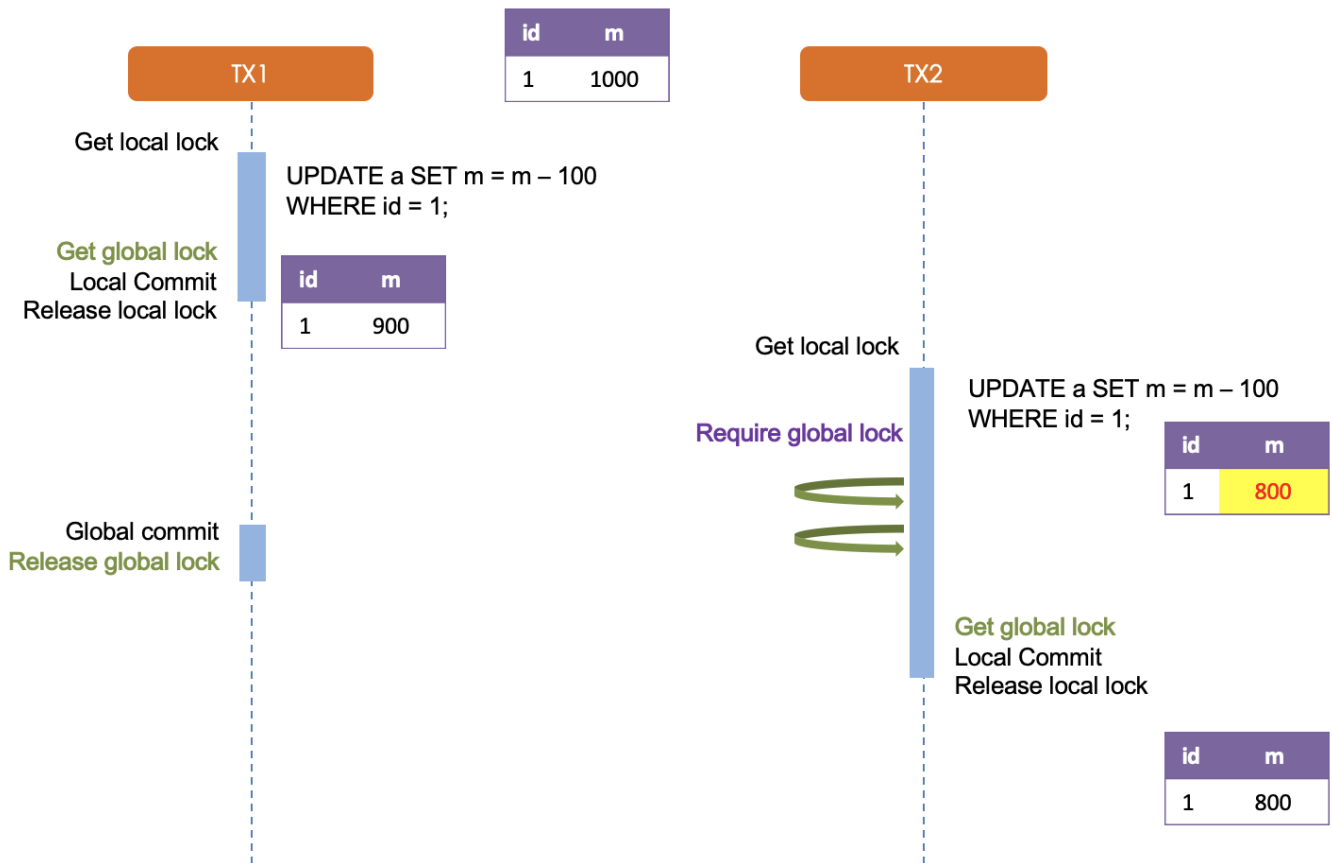 id m
1 1000
TX1
TX2
Get local lock
UPDATE a SET m = m – 100
WHERE id = 1;
Get global lock
Local Commit
Release local lock
id m
1 900
Get local lock
UPDATE a SET m = m – 100
WHERE id = 1;
Require global lock
id m
1 800
Global commit
Release global lock
Get global lock
Local Commit
Release local lock
id m
1 800